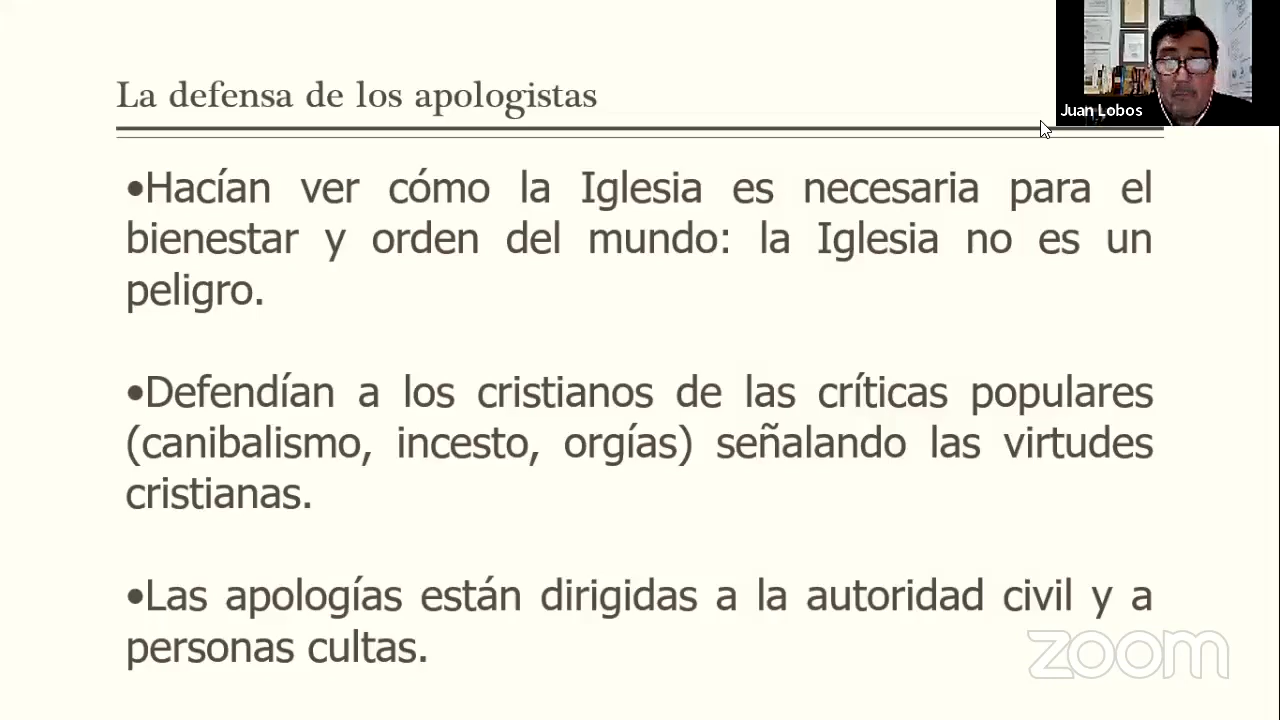 La defensa de los apologistas
Juan Lobos
•Hacían ver cómo la Iglesia es necesaria para el
bienestar y orden del mundo: la Iglesia no es un
peligro.
•Defendían a los cristianos de las críticas populares
(canibalismo, incesto, orgías) señalando las virtudes
cristianas.
•Las apologías están dirigidas a la autoridad civil y a
personas cultas.
zoom